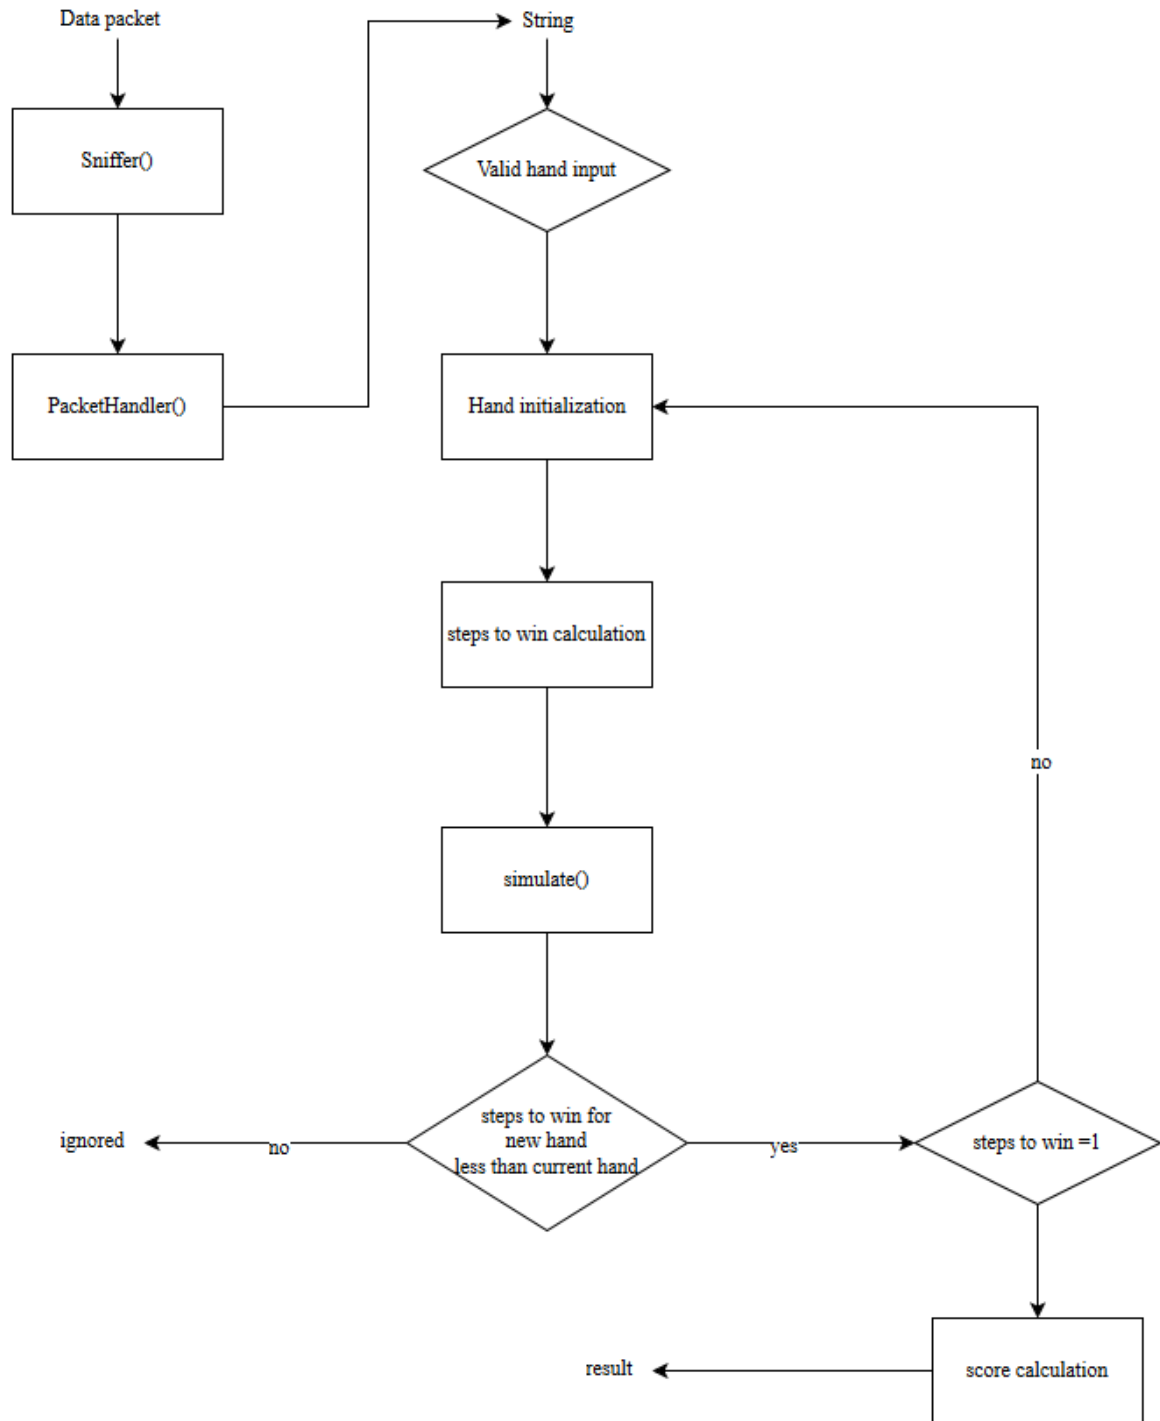 Data packet
String
Sniffer()
Valid hand input
PacketHandler()
Hand initialization
steps to win calculation
no
simulate()
steps to win for
new hand
less than current hand
ignored
no
yes
steps to win =1
result
score calculation